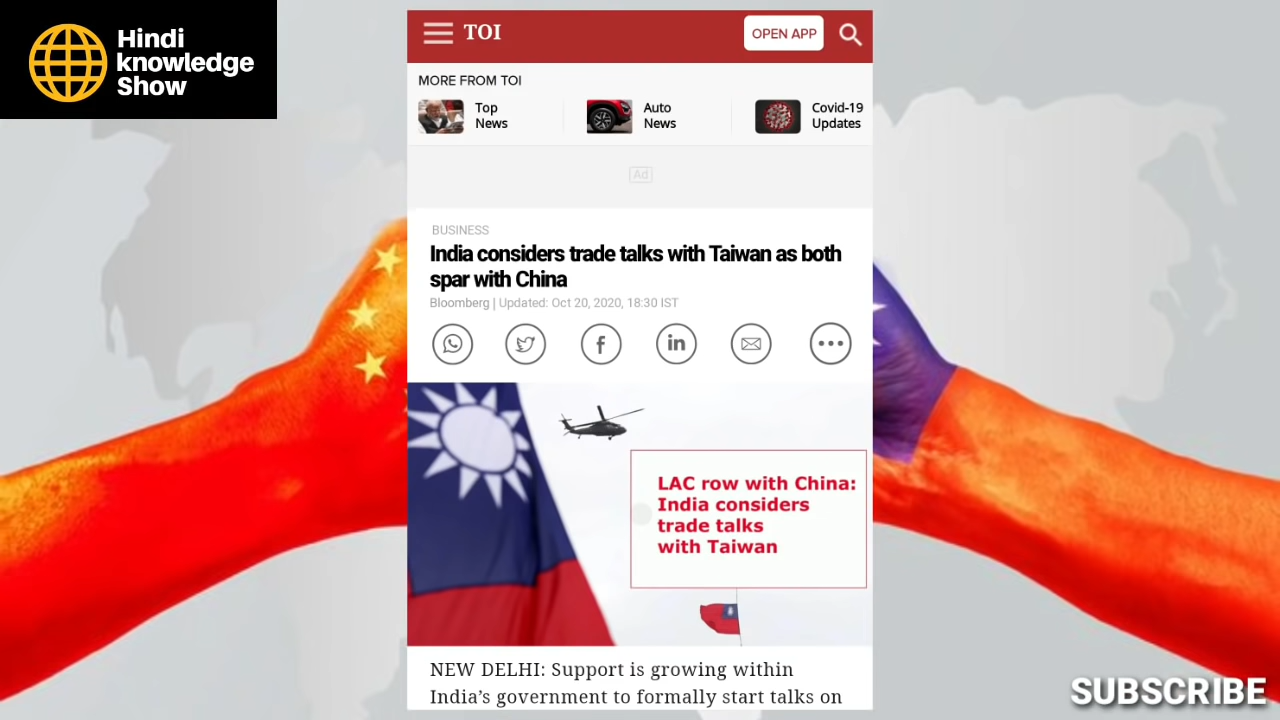 Hindi
knowledge
Show
TOI
OPEN APP
MORE FROM TOI
Top
News
Auto
News
Covid-19
Updates
Ad
BUSINESS
India considers trade talks with Taiwan as both
spar with China
Bloomberg | Updated: Oct 20, 2020, 18:30 IST
in
LAC row with China:
India considers
trade talks
with Taiwan
NEW DELHI: Support is growing within
India’s government to formally start talks on
SUBSCRIBE